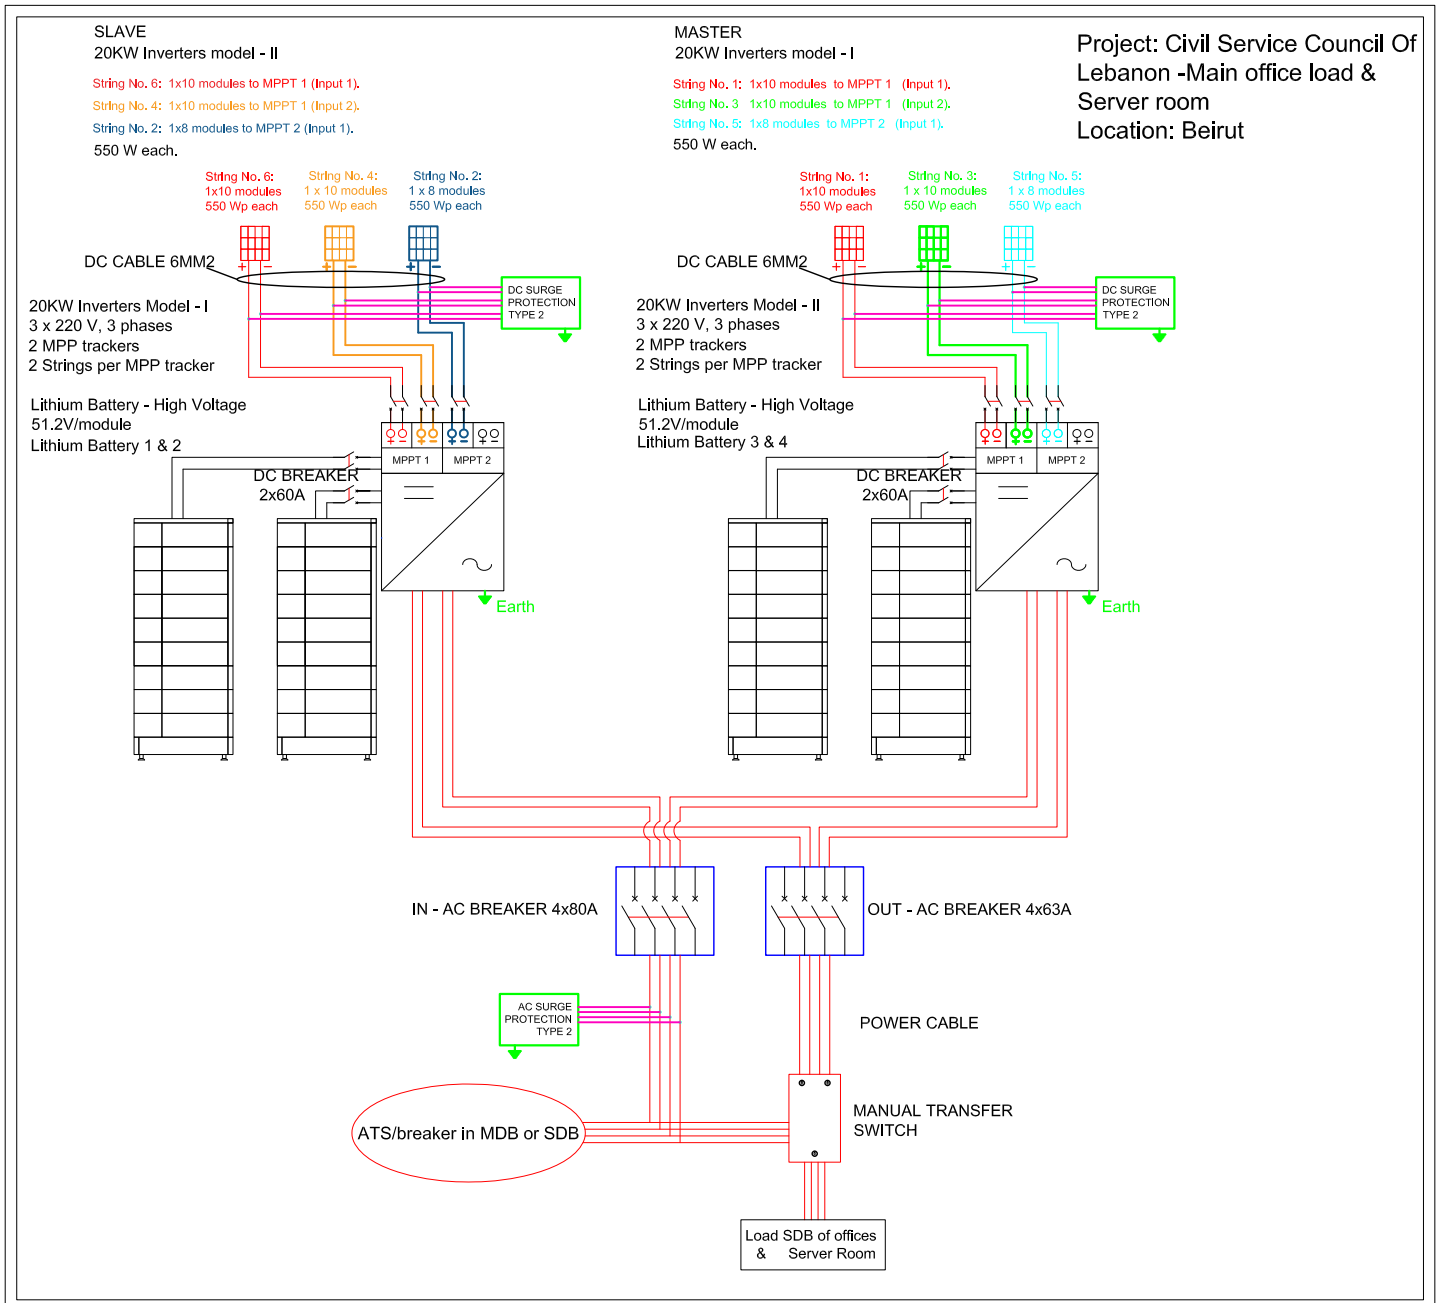 SLAVE
20KW Inverters model - II
String No. 6: 1x10 modules to MPPT 1 (Input 1).
String No. 4: 1x10 modules to MPPT 1 (Input 2).
String No. 2: 1x8 modules to MPPT 2 (Input 1).
550 W each.
MASTER
20KW Inverters model - I
String No. 1: 1x10 modules to MPPT 1 (Input 1).
String No. 3 1x10 modules to MPPT 1 (Input 2).
String No. 5: 1x8 modules to MPPT 2 (Input 1).
550 W each.
Project: Civil Service Council Of
Lebanon -Main office load &
Server room
Location: Beirut
String No. 6:
1x10 modules
550 Wp each
String No. 4:
1 x 10 modules
550 Wp each
String No. 2:
1 x 8 modules
550 Wp each
String No. 1:
1x10 modules
550 Wp each
String No. 3:
1 x 10 modules
550 Wp each
String No. 5:
1 x 8 modules
550 Wp each
+ −
+ −
+ −
+ −
+ −
+ −
DC CABLE 6MM2
DC SURGE
PROTECTION
TYPE 2
20KW Inverters Model - I
3 x 220 V, 3 phases
2 MPP trackers
2 Strings per MPP tracker
Lithium Battery - High Voltage
51.2V/module
Lithium Battery 1 & 2
+ − + − + − + −
MPPT 1
MPPT 2
DC BREAKER
2x60A
Earth
DC CABLE 6MM2
DC SURGE
PROTECTION
TYPE 2
20KW Inverters Model - II
3 x 220 V, 3 phases
2 MPP trackers
2 Strings per MPP tracker
Lithium Battery - High Voltage
51.2V/module
Lithium Battery 3 & 4
+ − + − + − + −
MPPT 1
MPPT 2
DC BREAKER
2x60A
Earth
IN - AC BREAKER 4x80A
OUT - AC BREAKER 4x63A
AC SURGE
PROTECTION
TYPE 2
POWER CABLE
ATS/breaker in MDB or SDB
MANUAL TRANSFER
SWITCH
Load SDB of offices
& Server Room